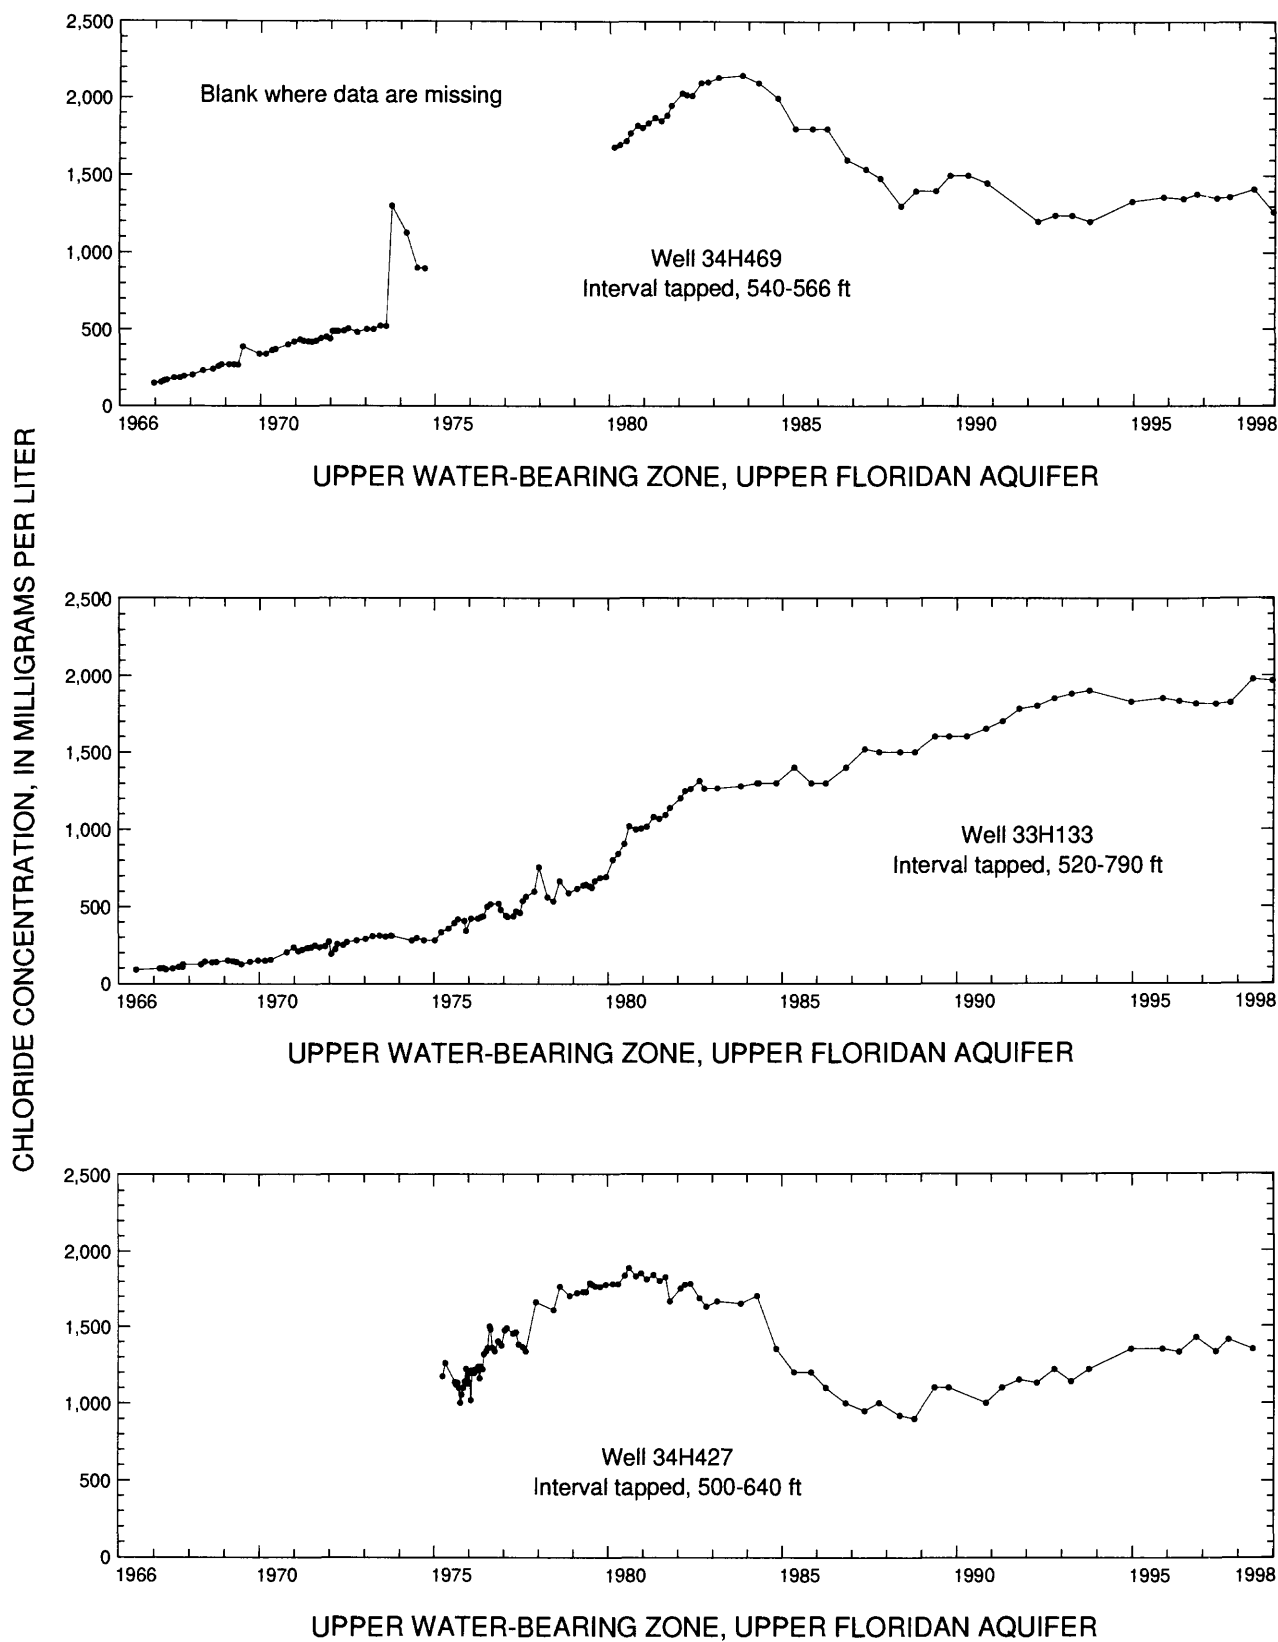 CHLORIDE CONCENTRATION, IN MILLIGRAMS PER LITER
2,500
2,000
1,500
1,000
500
0
Blank where data are missing
Well 34H469
Interval tapped, 540-566 ft
1966 1970 1975 1980 1985 1990 1995 1998
UPPER WATER-BEARING ZONE, UPPER FLORIDAN AQUIFER
2,500
2,000
1,500
1,000
500
0
Well 33H133
Interval tapped, 520-790 ft
1966 1970 1975 1980 1985 1990 1995 1998
UPPER WATER-BEARING ZONE, UPPER FLORIDAN AQUIFER
2,500
2,000
1,500
1,000
500
0
Well 34H427
Interval tapped, 500-640 ft
1966 1970 1975 1980 1985 1990 1995 1998
UPPER WATER-BEARING ZONE, UPPER FLORIDAN AQUIFER